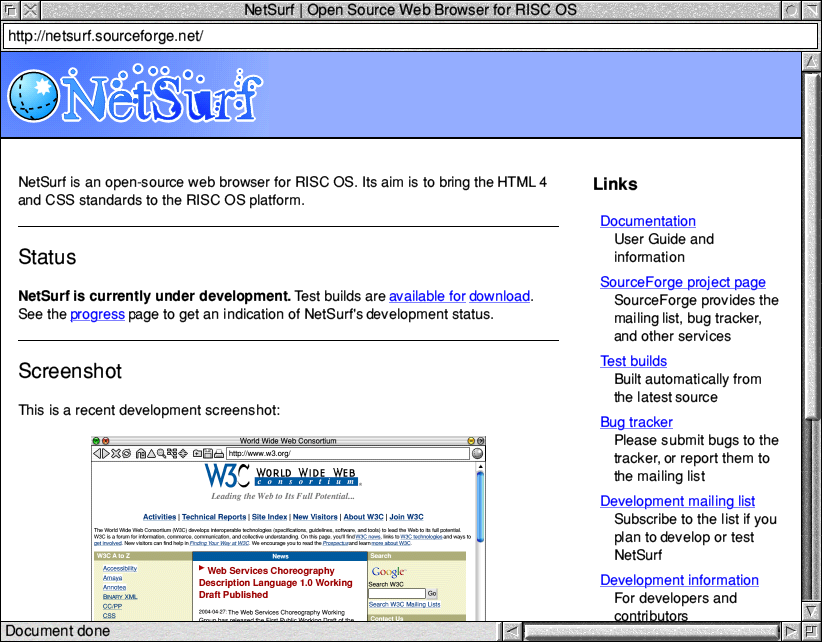 NetSurf | Open Source Web Browser for RISC OS
http://netsurf.sourceforge.net/
NetSurf
NetSurf is an open-source web browser for RISC OS. Its aim is to bring the HTML 4
and CSS standards to the RISC OS platform.
Status
NetSurf is currently under development. Test builds are available for download.
See the progress page to get an indication of NetSurf's development status.
Screenshot
This is a recent development screenshot:
World Wide Web Consortium
http://www.w3.org/
W3C WORLD WIDE WEB
consortium
Leading the Web to Its Full Potential...
Activities | Technical Reports | Site Index | New Visitors | About W3C | Join W3C
The World Wide Web Consortium (W3C) develops interoperable technologies (specifications, guidelines, software, and tools) to lead the Web to its full potential.
W3C is a forum for information, commerce, communication, and collective understanding. On this page, you'll find W3C news, links to W3C technologies and ways to
get involved. New visitors can find help in Finding Your Way at W3C. We encourage you to read the Prospectus and learn more about W3C.
W3C A to Z
Accessibility
Amaya
Annotea
BINARY XML
CC/PP
CSS
News
Web Services Choreography
Description Language 1.0 Working
Draft Published
2004-04-27: The Web Services Choreography Working
Group has released the First Public Working Draft of the
Search
Google
Search W3C
Go
Search W3C Mailing Lists
Contact Us
Links
Documentation
User Guide and
information
SourceForge project page
SourceForge provides the
mailing list, bug tracker,
and other services
Test builds
Built automatically from
the latest source
Bug tracker
Please submit bugs to the
tracker, or report them to
the mailing list
Development mailing list
Subscribe to the list if you
plan to develop or test
NetSurf
Development information
For developers and
contributors
Document done